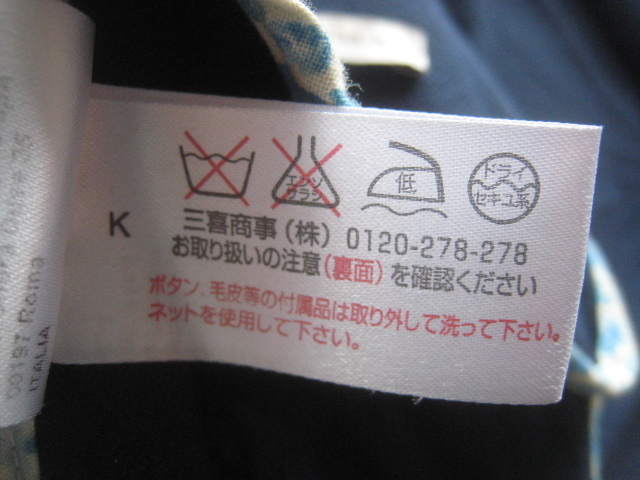 エンソ
サラシ
低
ドライ
セキユ系
K
三喜商事(株) 0120-278-278
お取り扱いの注意(裏面)を確認ください
ボタン、毛皮等の付属品は取り外して洗って下さい。
ネットを使用して下さい。
00197 Roma
ITALIA